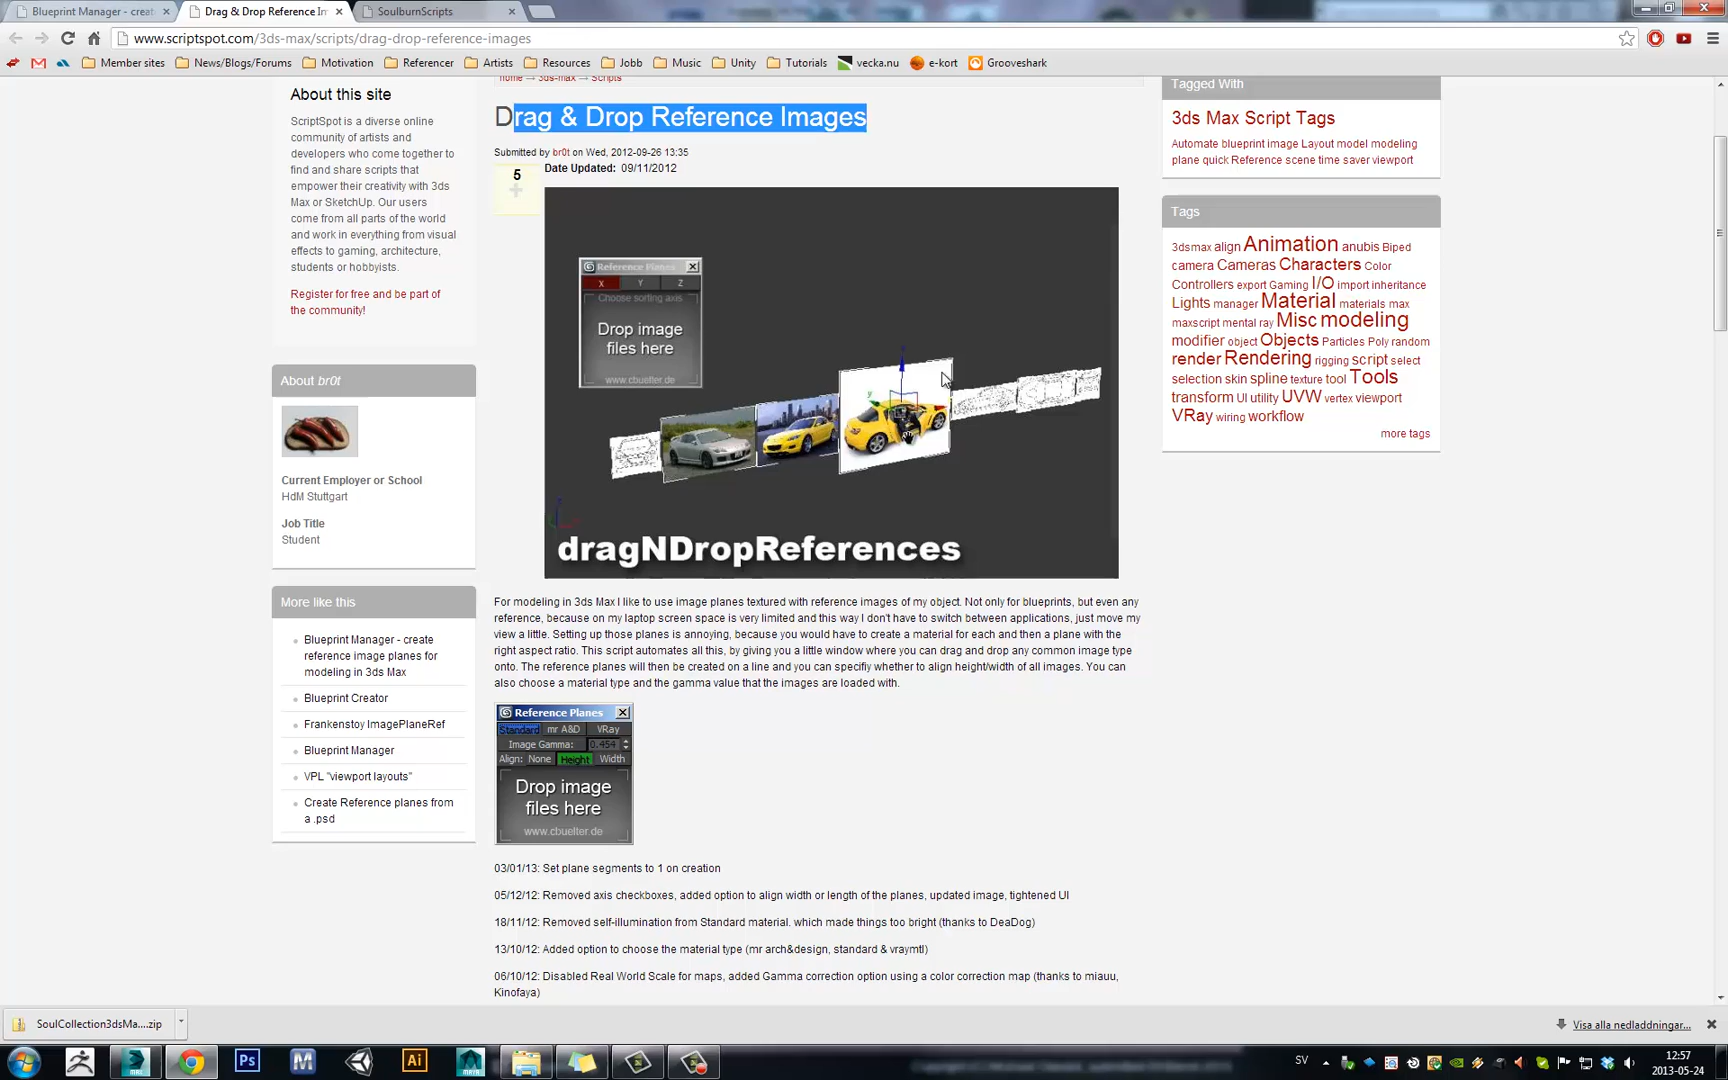 Blueprint Manager - creat
Drag & Drop Reference In
SoulburnScripts
www.scriptspot.com/3ds-max/scripts/drag-drop-reference-images
Member sites
News/Blogs/Forums
Motivation
Referencer
Artists
Resources
Jobb
Music
Unity
Tutorials
vecka.nu
e-kort
Grooveshark
Home → 3ds-max → Scripts
About this site
ScriptSpot is a diverse online
community of artists and
developers who come together to
find and share scripts that
empower their creativity with 3ds
Max or SketchUp. Our users
come from all parts of the world
and work in everything from visual
effects to gaming, architecture,
students or hobbyists.
Register for free and be part of
the community!
About br0t
Current Employer or School
HdM Stuttgart
Job Title
Student
More like this
Blueprint Manager - create
reference image planes for
modeling in 3ds Max
Blueprint Creator
Frankenstoy ImagePlaneRef
Blueprint Manager
VPL "viewport layouts"
Create Reference planes from
a .psd
Drag & Drop Reference Images
Submitted by br0t on Wed, 2012-09-26 13:35
5
+
Date Updated: 09/11/2012
Reference Planes
X Y Z
Choose sorting axis
Drop image
files here
www.cbuelter.de
dragNDropReferences
For modeling in 3ds Max I like to use image planes textured with reference images of my object. Not only for blueprints, but even any
reference, because on my laptop screen space is very limited and this way I don't have to switch between applications, just move my
view a little. Setting up those planes is annoying, because you would have to create a material for each and then a plane with the
right aspect ratio. This script automates all this, by giving you a little window where you can drag and drop any common image type
onto. The reference planes will then be created on a line and you can specifiy whether to align height/width of all images. You can
also choose a material type and the gamma value that the images are loaded with.
Reference Planes
Standard mr A&D VRay
Image Gamma: 0.454
Align: None Height Width
Drop image
files here
www.cbuelter.de
03/01/13: Set plane segments to 1 on creation
05/12/12: Removed axis checkboxes, added option to align width or length of the planes, updated image, tightened UI
18/11/12: Removed self-illumination from Standard material. which made things too bright (thanks to DeaDog)
13/10/12: Added option to choose the material type (mr arch&design, standard & vraymtl)
06/10/12: Disabled Real World Scale for maps, added Gamma correction option using a color correction map (thanks to miauu,
Kinofaya)
Tagged With
3ds Max Script Tags
Automate blueprint image Layout model modeling
plane quick Reference scene time saver viewport
Tags
3dsmax align Animation anubis Biped
camera Cameras Characters Color
Controllers export Gaming I/O import inheritance
Lights manager Material materials max
maxscript mental ray Misc modeling
modifier object Objects Particles Poly random
render Rendering rigging script select
selection skin spline texture tool Tools
transform UI utility UVW vertex viewport
VRay wiring workflow
more tags
SoulCollection3dsMa....zip
Visa alla nedladdningar...
Ps
M
Ai
SV
12:57
2013-05-24